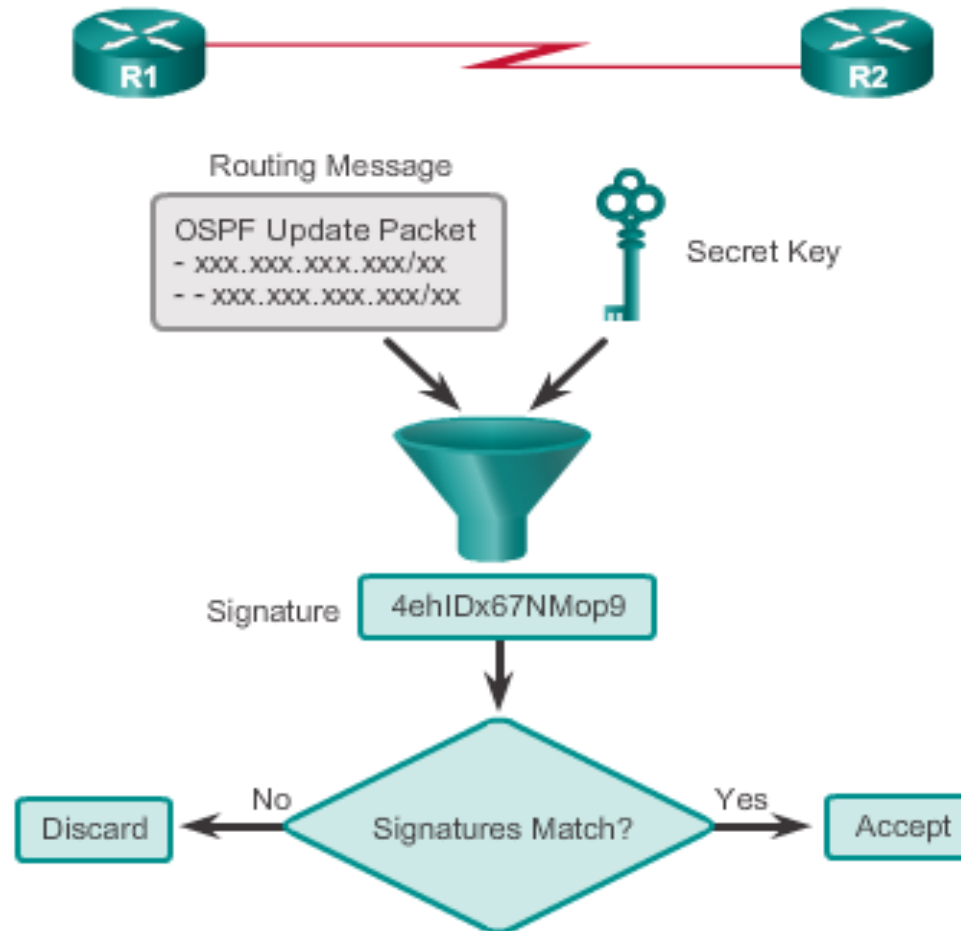 R1
R2
Routing Message
OSPF Update Packet
- xxx.xxx.xxx.xxx/xx
- - xxx.xxx.xxx.xxx/xx
Secret Key
Signature
4ehIDx67NMop9
No
Yes
Discard
Signatures Match?
Accept